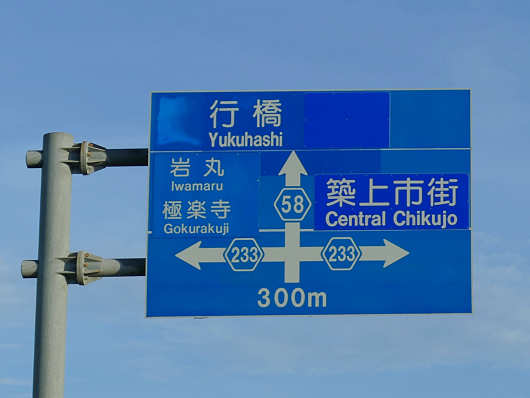 行橋
Yukuhashi
岩丸
Iwamaru
極楽寺
Gokurakuji
58
築上市街
Central Chikujo
233
233
300m